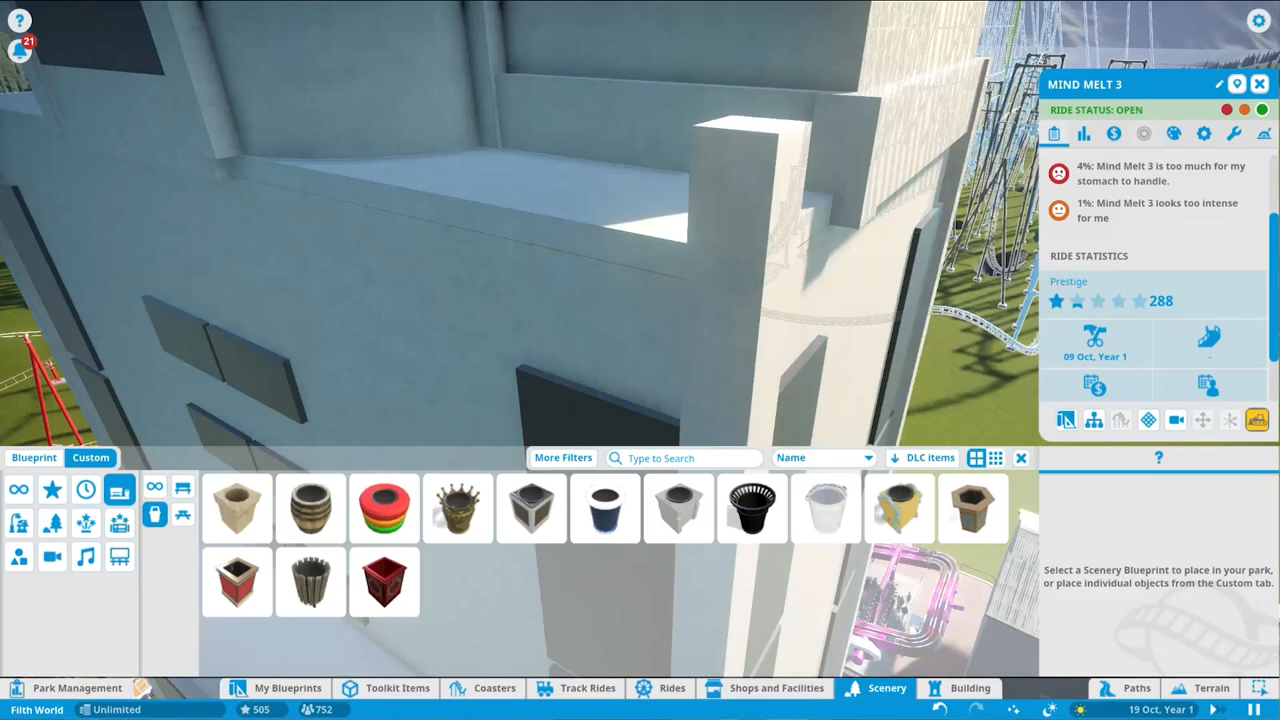 ?
21
MIND MELT 3
RIDE STATUS: OPEN
4%: Mind Melt 3 is too much for my
stomach to handle.
1%: Mind Melt 3 looks too intense
for me
RIDE STATISTICS
Prestige
288
09 Oct, Year 1
-
Blueprint
Custom
More Filters
Type to Search
Name
DLC items
?
Select a Scenery Blueprint to place in your park,
or place individual objects from the Custom tab.
Park Management
My Blueprints
Toolkit Items
Coasters
Track Rides
Rides
Shops and Facilities
Scenery
Building
Paths
Terrain
Filth World
Unlimited
505
752
19 Oct, Year 1